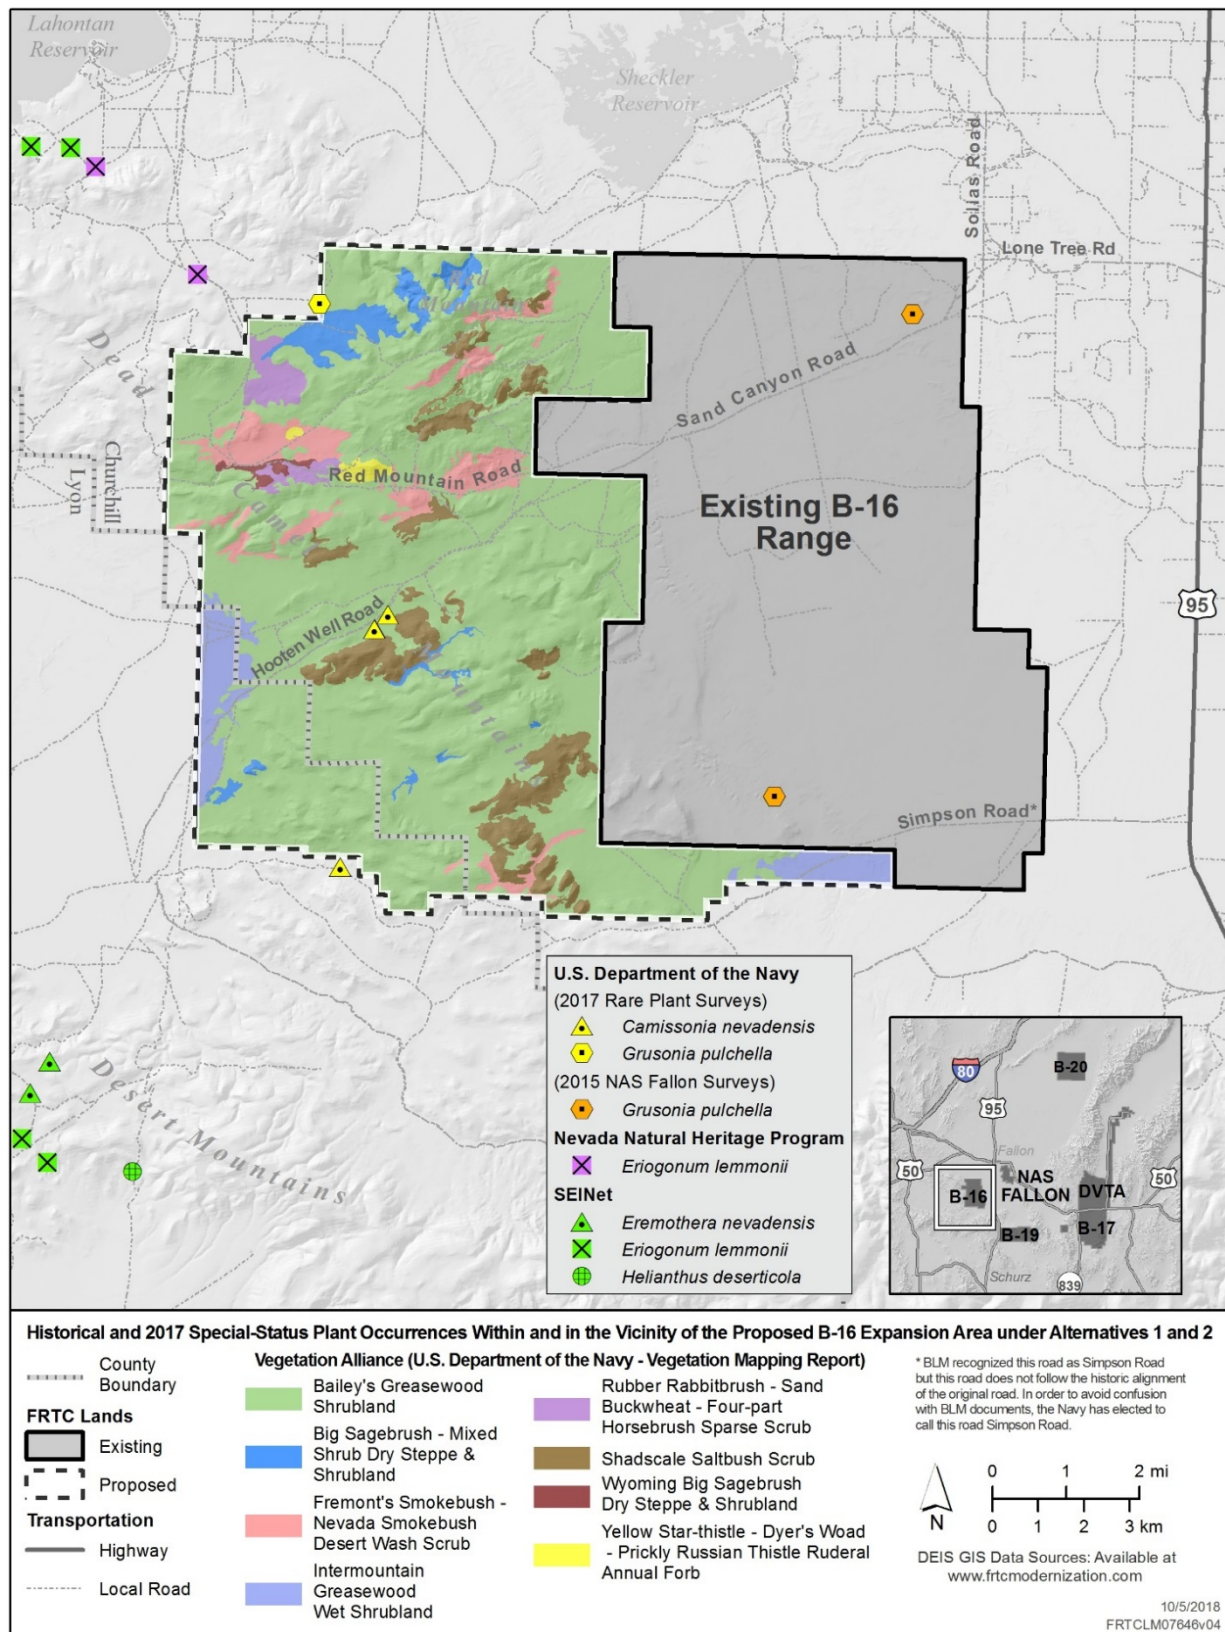 Lahontan
Reservoir
Sheckler
Reservoir
Sollas Road
Lone Tree Rd
Red
Mountain
Sand Canyon Road
Dead
Camel
Mountains
Churchill
Lyon
Red Mountain Road
Existing B-16
Range
95
Hooten Well Road
Simpson Road*
Desert Mountains
U.S. Department of the Navy
(2017 Rare Plant Surveys)
Camissonia nevadensis
Grusonia pulchella
(2015 NAS Fallon Surveys)
Grusonia pulchella
Nevada Natural Heritage Program
Eriogonum lemmonii
SEINet
Eremothera nevadensis
Eriogonum lemmonii
Helianthus deserticola
80
B-20
95
Fallon
50
NAS
FALLON
DVTA
50
B-16
B-17
B-19
Schurz
839
Historical and 2017 Special-Status Plant Occurrences Within and in the Vicinity of the Proposed B-16 Expansion Area under Alternatives 1 and 2
County
Boundary
FRTC Lands
Existing
Proposed
Transportation
Highway
Local Road
Vegetation Alliance (U.S. Department of the Navy - Vegetation Mapping Report)
Bailey's Greasewood
Shrubland
Big Sagebrush - Mixed
Shrub Dry Steppe &
Shrubland
Fremont's Smokebush -
Nevada Smokebush
Desert Wash Scrub
Intermountain
Greasewood
Wet Shrubland
Rubber Rabbitbrush - Sand
Buckwheat - Four-part
Horsebrush Sparse Scrub
Shadscale Saltbush Scrub
Wyoming Big Sagebrush
Dry Steppe & Shrubland
Yellow Star-thistle - Dyer's Woad
- Prickly Russian Thistle Ruderal
Annual Forb
* BLM recognized this road as Simpson Road
but this road does not follow the historic alignment
of the original road. In order to avoid confusion
with BLM documents, the Navy has elected to
call this road Simpson Road.
N
0 1 2 mi
0 1 2 3 km
DEIS GIS Data Sources: Available at
www.frtcmodernization.com
10/5/2018
FRTCLM07646v04